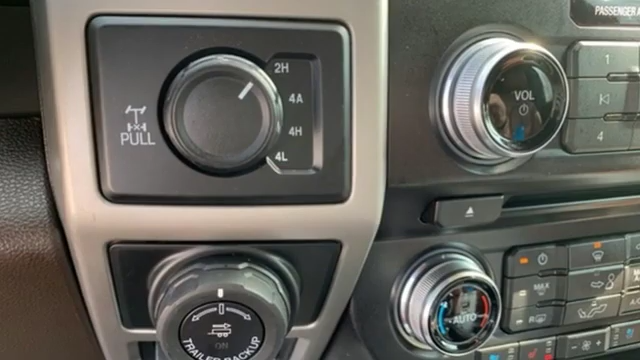 PASSENGER A
2H
4A
4H
4L
PULL
VOL
1
4
MAX
AUTO
ON
TRAILER BACKUP